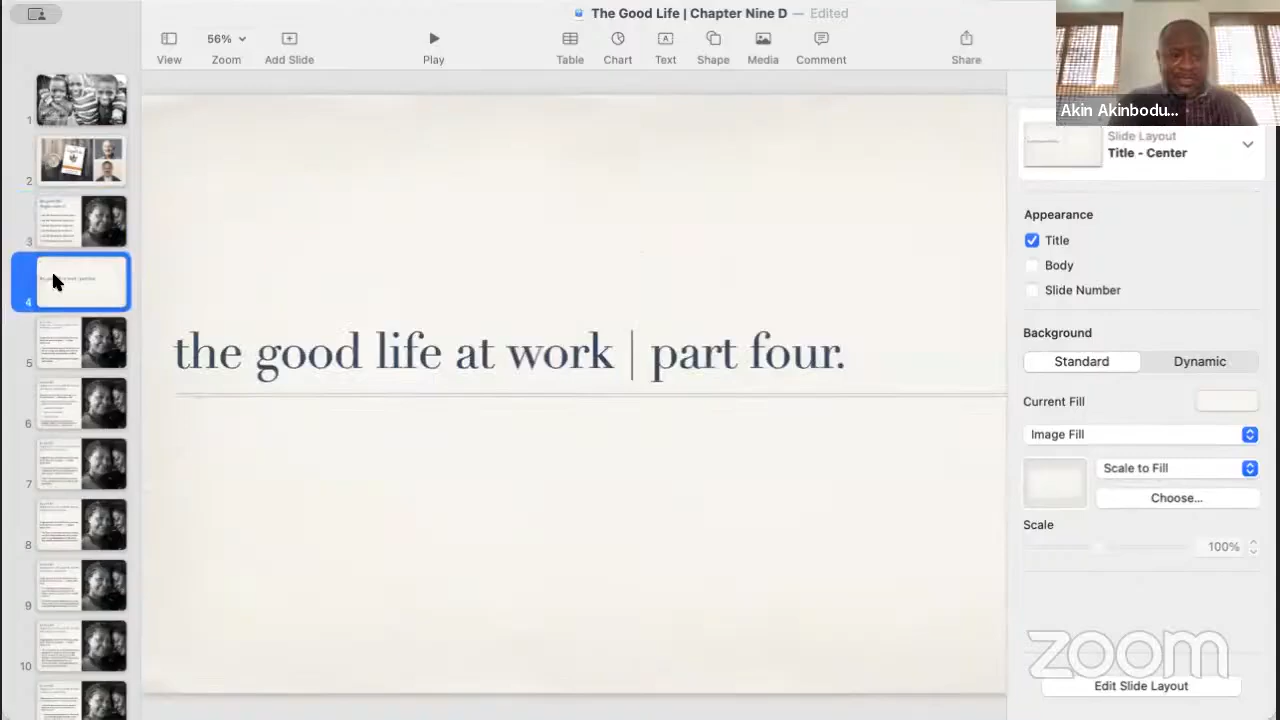 The Good Life | Chapter Nine D — Edited
56%
View
Zoom
Add Slide
Play
Table
Chart
Text
Shape
Media
Comment
Share
Akin Akinbodu...
Slide Layout
Title - Center
Appearance
Title
Body
Slide Number
Background
Standard
Dynamic
Current Fill
Image Fill
Scale to Fill
Choose...
Scale
100%
Edit Slide Layout
zoom
the good life at work | part four.
1
2
3
4
5
6
7
8
9
10